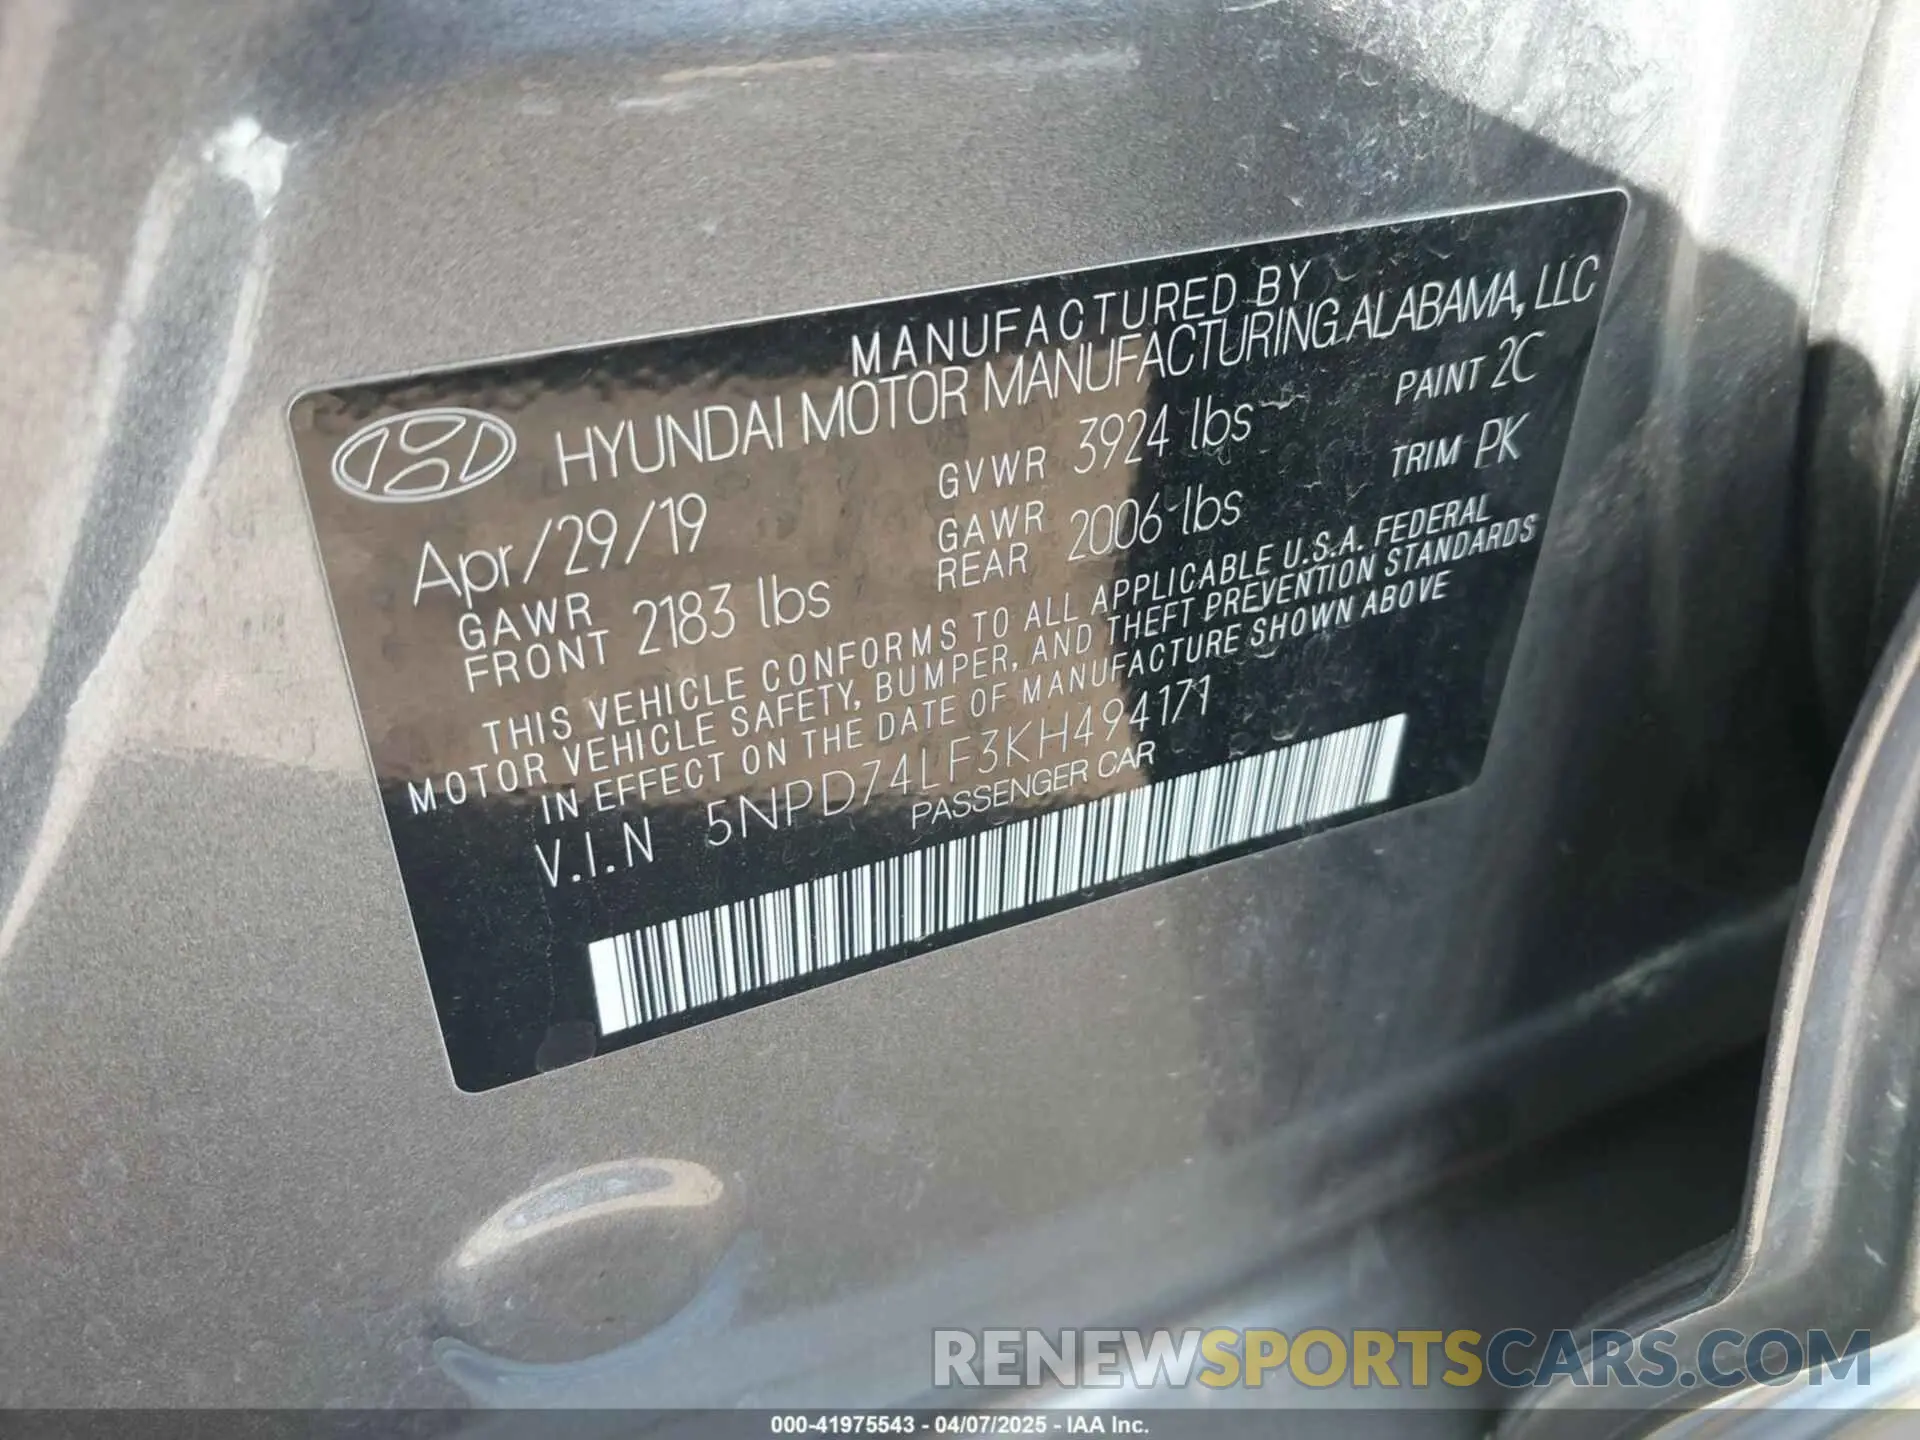 MANUFACTURED BY
HYUNDAI MOTOR MANUFACTURING ALABAMA, LLC
Apr/29/19 GVWR 3924 lbs PAINT 2C
GAWR FRONT 2183 lbs GAWR REAR 2006 lbs TRIM PK
THIS VEHICLE CONFORMS TO ALL APPLICABLE U.S.A. FEDERAL
MOTOR VEHICLE SAFETY, BUMPER, AND THEFT PREVENTION STANDARDS
IN EFFECT ON THE DATE OF MANUFACTURE SHOWN ABOVE
V.I.N 5NPD74LF3KH494171
PASSENGER CAR
RENEWSPORTSCARS.COM
000-41975543 - 04/07/2025 - IAA Inc.